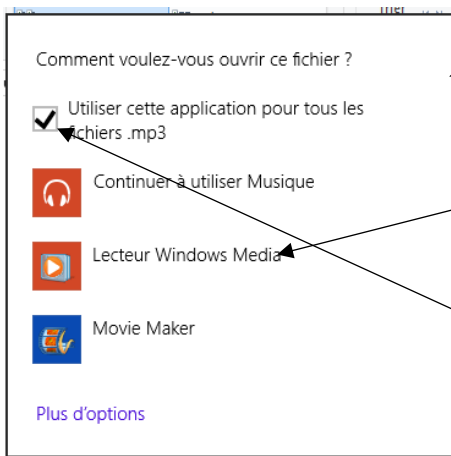 Comment voulez-vous ouvrir ce fichier ?
Utiliser cette application pour tous les
fichiers .mp3
Continuer à utiliser Musique
Lecteur Windows Media
Movie Maker
Plus d'options